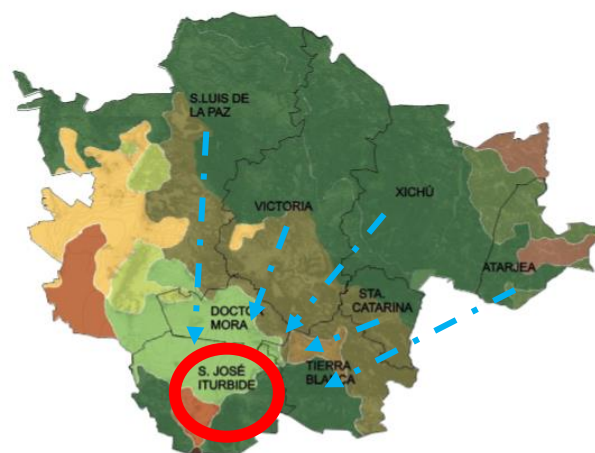 S.LUIS DE
LA PAZ
VICTORIA
XICHÚ
ATARJEA
STA.
CATARINA
DOCTOR
MORA
TIERRA
BLANCA
S. JOSÉ
ITURBIDE